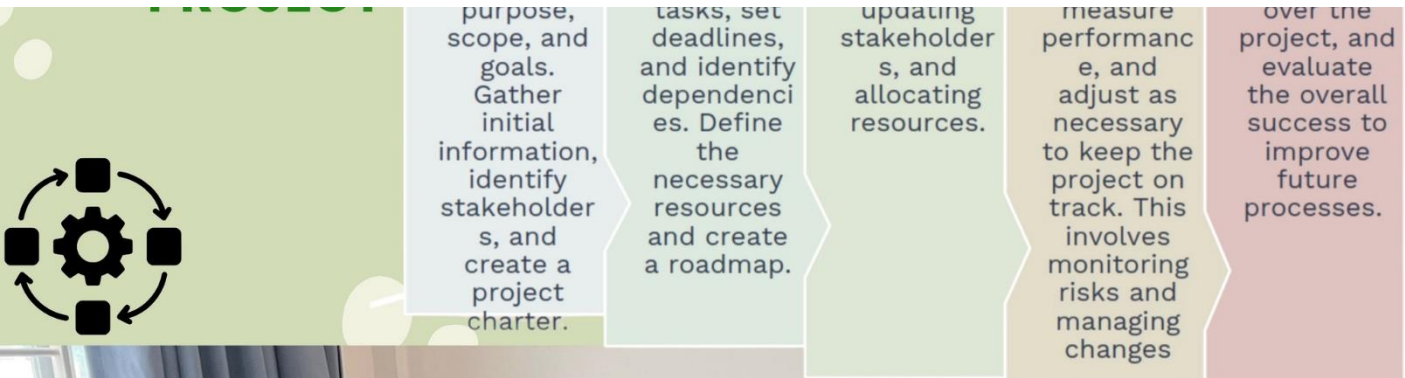 PROJECT
purpose,
scope, and
goals.
Gather
initial
information,
identify
stakeholder
s, and
create a
project
charter.
tasks, set
deadlines,
and identify
dependenci
es. Define
the
necessary
resources
and create
a roadmap.
updating
stakeholder
s, and
allocating
resources.
measure
performanc
e, and
adjust as
necessary
to keep the
project on
track. This
involves
monitoring
risks and
managing
changes
over the
project, and
evaluate
the overall
success to
improve
future
processes.